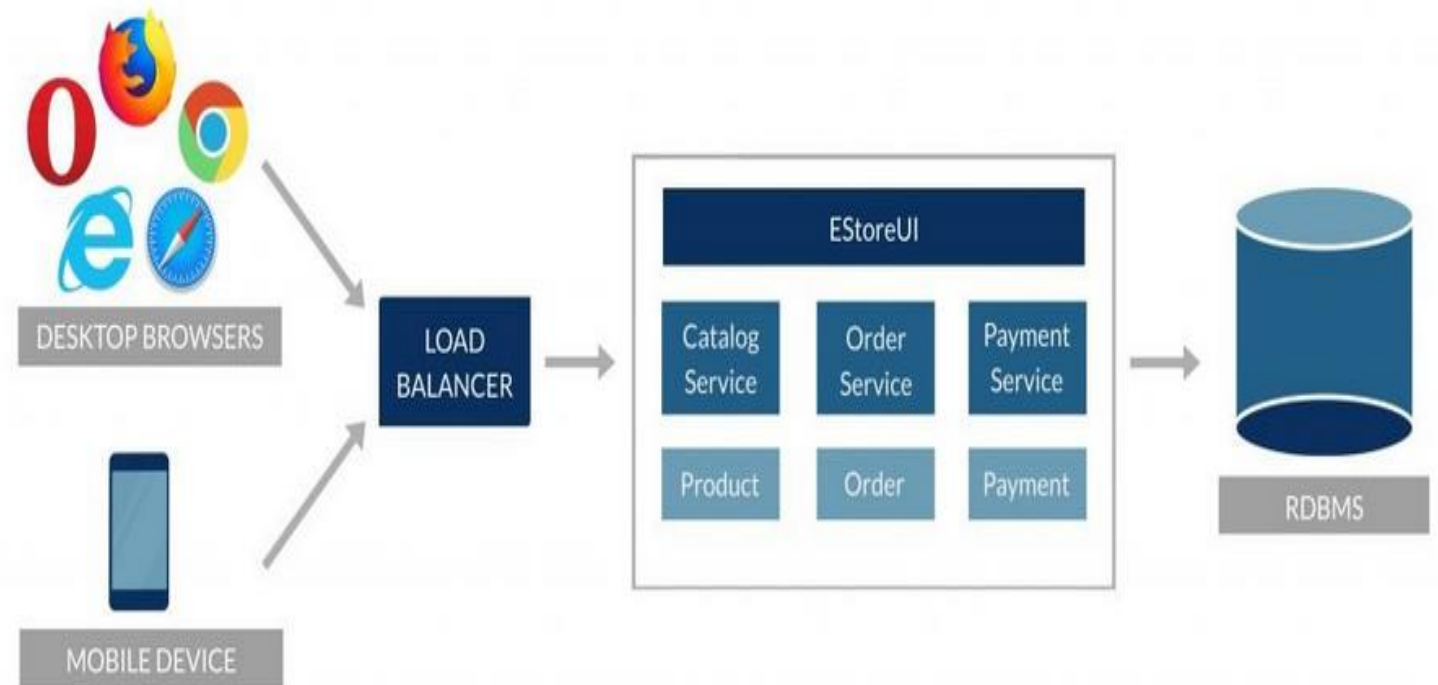 DESKTOP BROWSERS
MOBILE DEVICE
LOAD
BALANCER
EStoreUI
Catalog
Service
Order
Service
Payment
Service
Product
Order
Payment
RDBMS